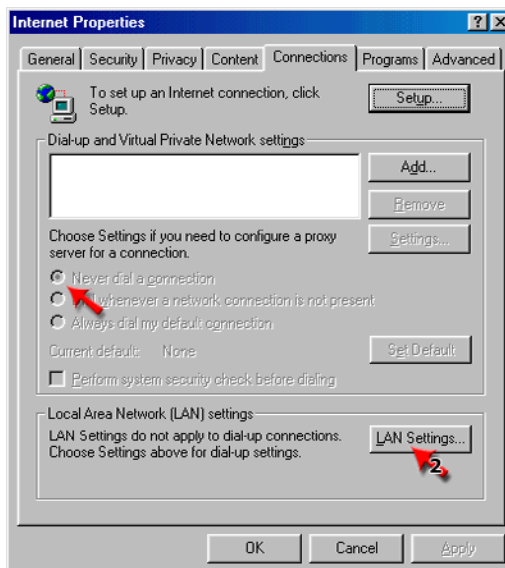 Internet Properties
General Security Privacy Content Connections Programs Advanced
To set up an Internet connection, click
Setup.
Setup...
Dial-up and Virtual Private Network settings
Add...
Remove
Choose Settings if you need to configure a proxy
server for a connection.
Settings...
Never dial a connection
whenever a network connection is not present
Always dial my default connection
Current default: None
Set Default
Perform system security check before dialing
Local Area Network (LAN) settings
LAN Settings do not apply to dial-up connections.
Choose Settings above for dial-up settings.
LAN Settings...
2
OK Cancel Apply